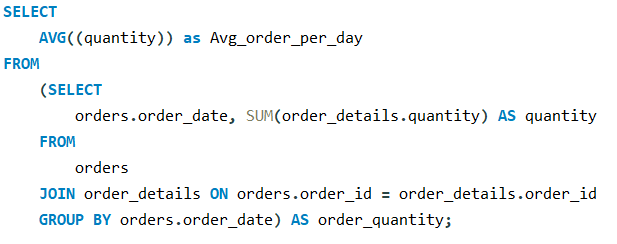 SELECT
AVG((quantity)) as Avg_order_per_day
FROM
(SELECT
orders.order_date, SUM(order_details.quantity) AS quantity
FROM
orders
JOIN order_details ON orders.order_id = order_details.order_id
GROUP BY orders.order_date) AS order_quantity;